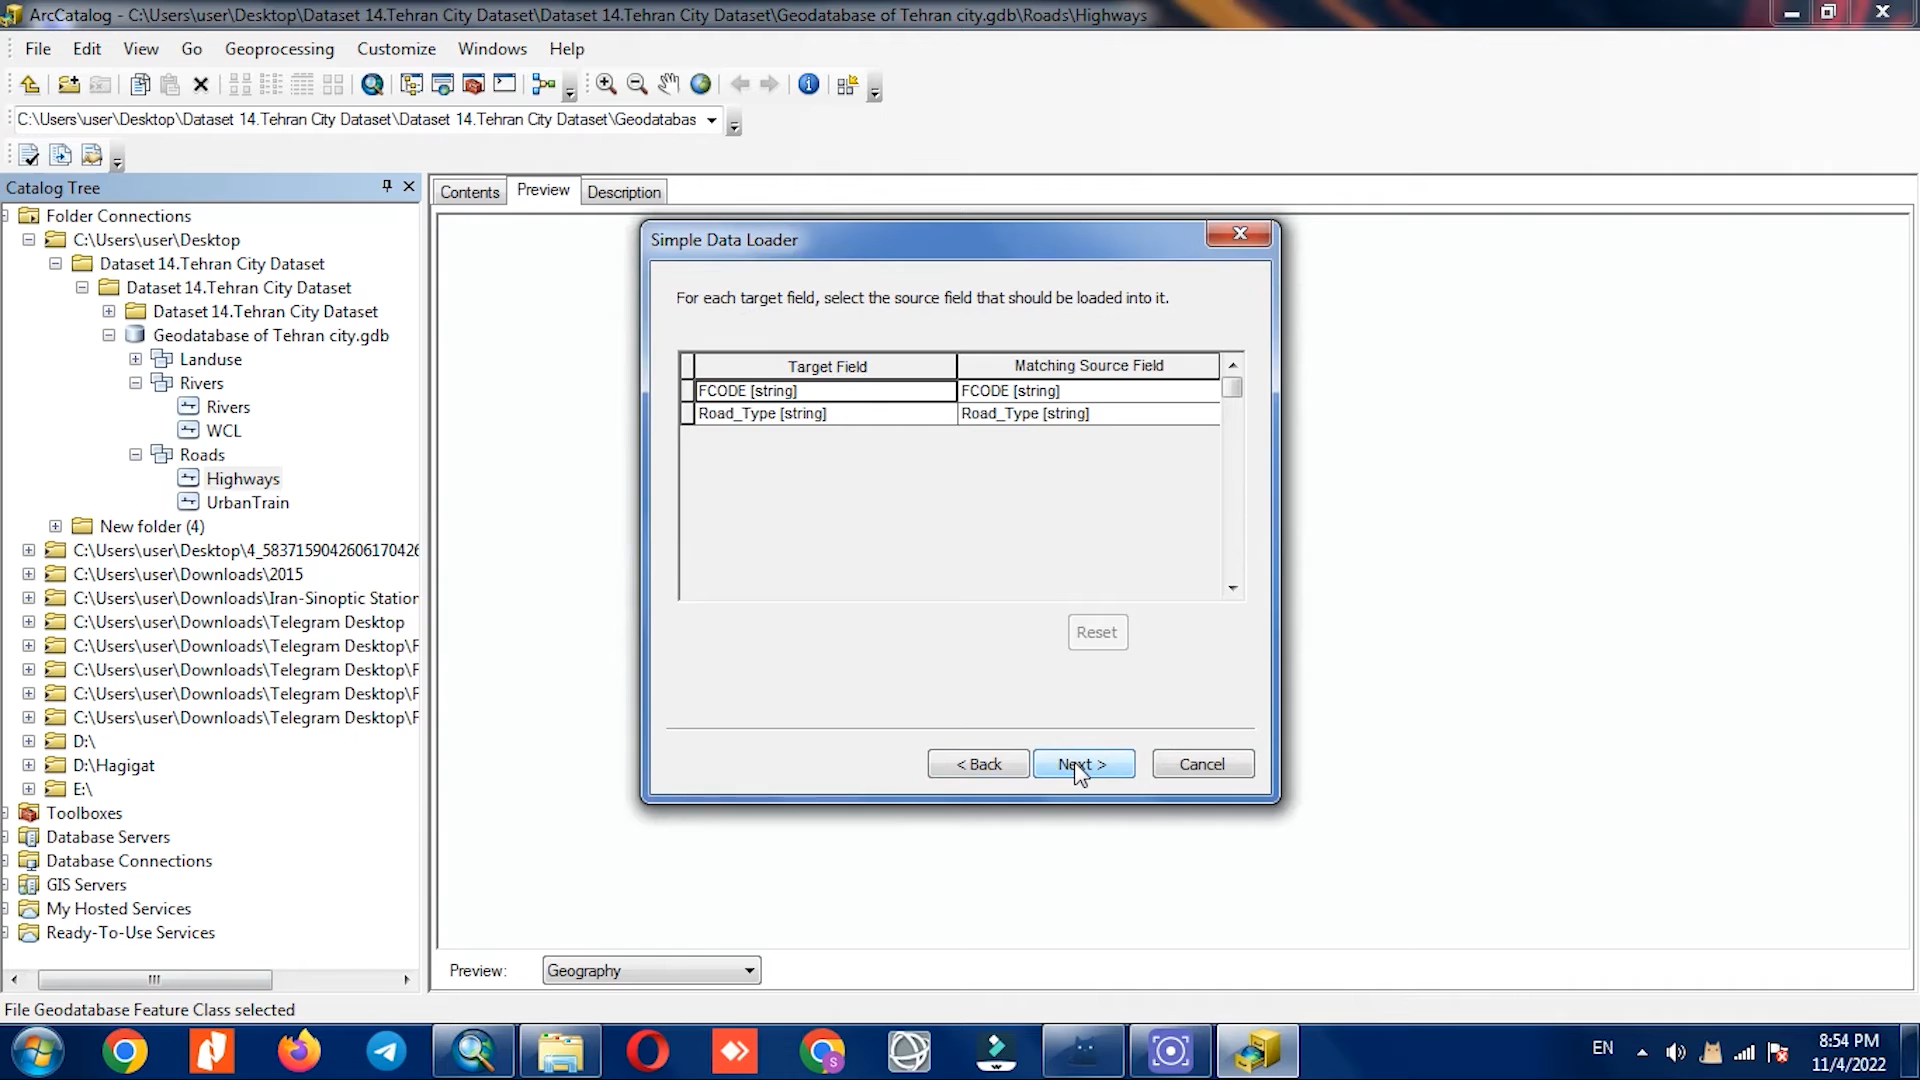 ArcCatalog - C:\Users\user\Desktop\Dataset 14.Tehran City Dataset\Dataset 14.Tehran City Dataset\Geodatabase of Tehran city.gdb\Roads\Highways
File Edit View Go Geoprocessing Customize Windows Help
C:\Users\user\Desktop\Dataset 14.Tehran City Dataset\Dataset 14.Tehran City Dataset\Geodatabas
Catalog Tree
Folder Connections
C:\Users\user\Desktop
Dataset 14.Tehran City Dataset
Dataset 14.Tehran City Dataset
Dataset 14.Tehran City Dataset
Geodatabase of Tehran city.gdb
Landuse
Rivers
Rivers
WCL
Roads
Highways
UrbanTrain
New folder (4)
C:\Users\user\Desktop\4_5837159042606170426
C:\Users\user\Downloads\2015
C:\Users\user\Downloads\Iran-Sinoptic Station
C:\Users\user\Downloads\Telegram Desktop
C:\Users\user\Downloads\Telegram Desktop\F
C:\Users\user\Downloads\Telegram Desktop\F
C:\Users\user\Downloads\Telegram Desktop\F
C:\Users\user\Downloads\Telegram Desktop\F
D:\
D:\Hagigat
E:\
Toolboxes
Database Servers
Database Connections
GIS Servers
My Hosted Services
Ready-To-Use Services
Contents Preview Description
Simple Data Loader
For each target field, select the source field that should be loaded into it.
Target Field Matching Source Field
FCODE [string] FCODE [string]
Road_Type [string] Road_Type [string]
Reset
< Back Next > Cancel
Preview: Geography
File Geodatabase Feature Class selected
EN
8:54 PM
11/4/2022